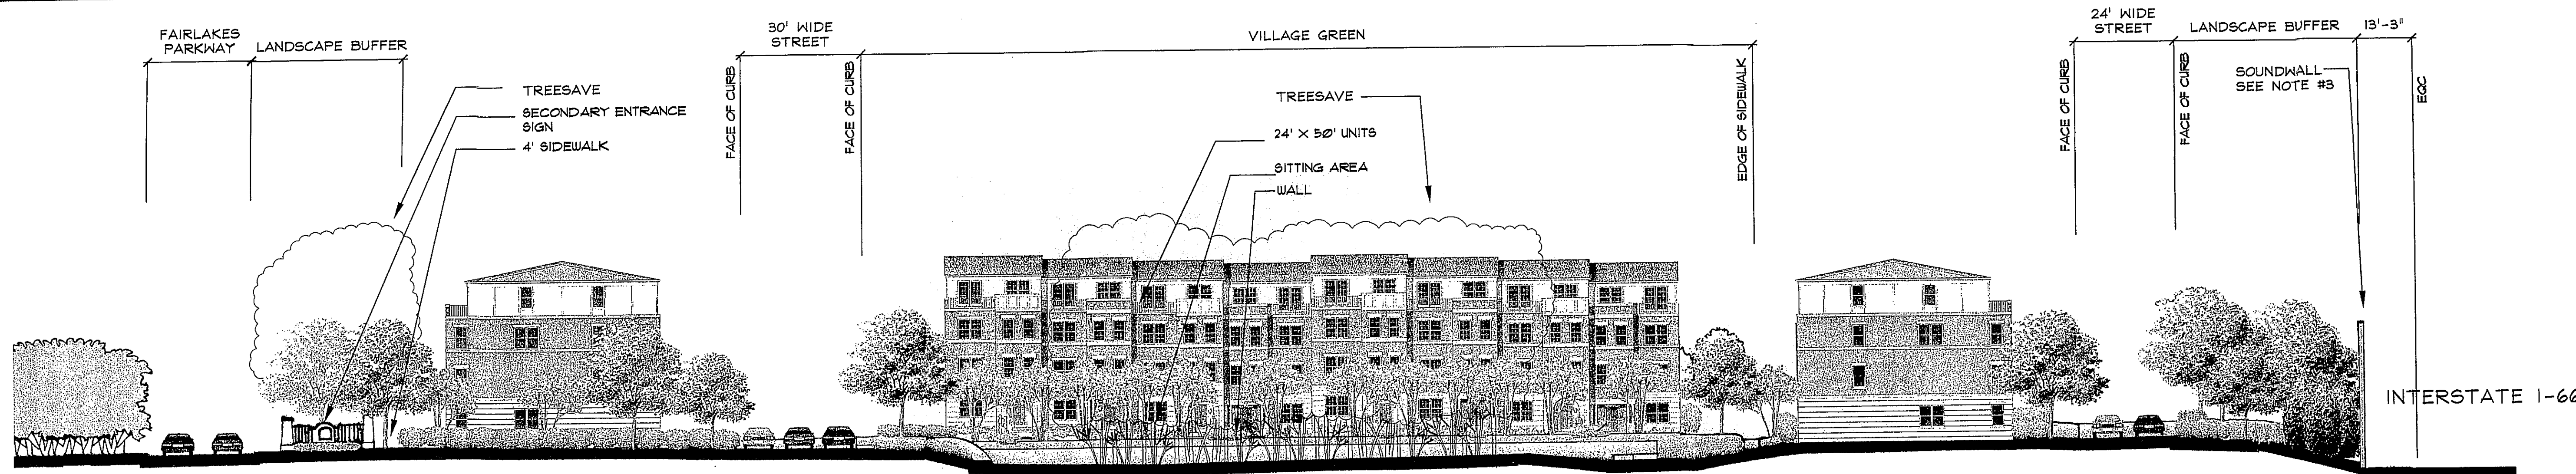 FAIRLAKES
PARKWAY
LANDSCAPE BUFFER
TREESAVE
SECONDARY ENTRANCE
SIGN
4' SIDEWALK
30' WIDE
STREET
FACE OF CURB
FACE OF CURB
VILLAGE GREEN
TREESAVE
24' X 50' UNITS
SITTING AREA
WALL
EDGE OF SIDEWALK
24' WIDE
STREET
LANDSCAPE BUFFER
13'-3"
FACE OF CURB
FACE OF CURB
SOUNDWALL
SEE NOTE #3
EQC
INTERSTATE I-66